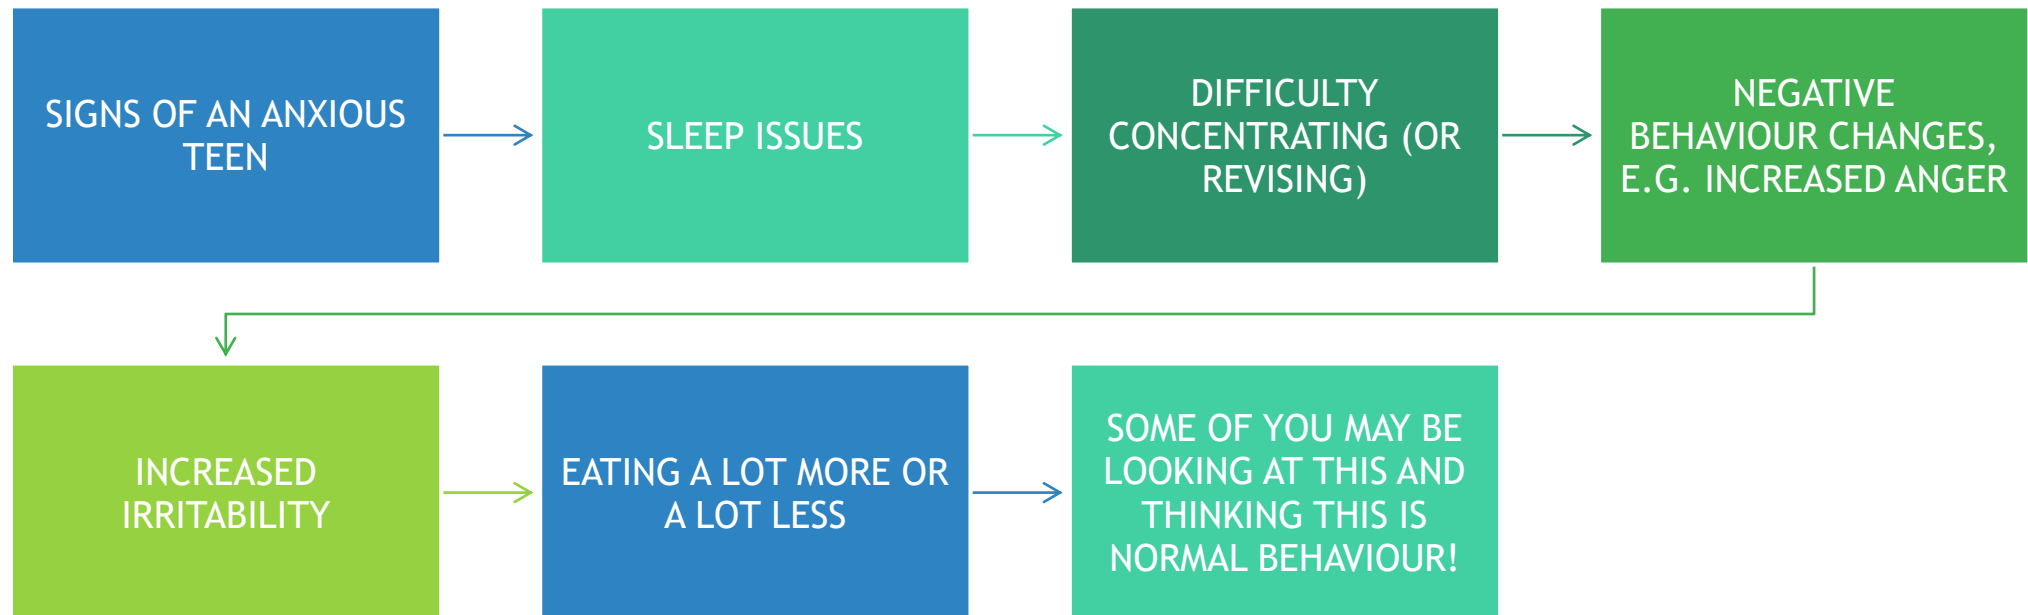 SIGNS OF AN ANXIOUS
TEEN
SLEEP ISSUES
DIFFICULTY
CONCENTRATING (OR
REVISING)
NEGATIVE
BEHAVIOUR CHANGES,
E.G. INCREASED ANGER
INCREASED
IRRITABILITY
EATING A LOT MORE OR
A LOT LESS
SOME OF YOU MAY BE
LOOKING AT THIS AND
THINKING THIS IS
NORMAL BEHAVIOUR!